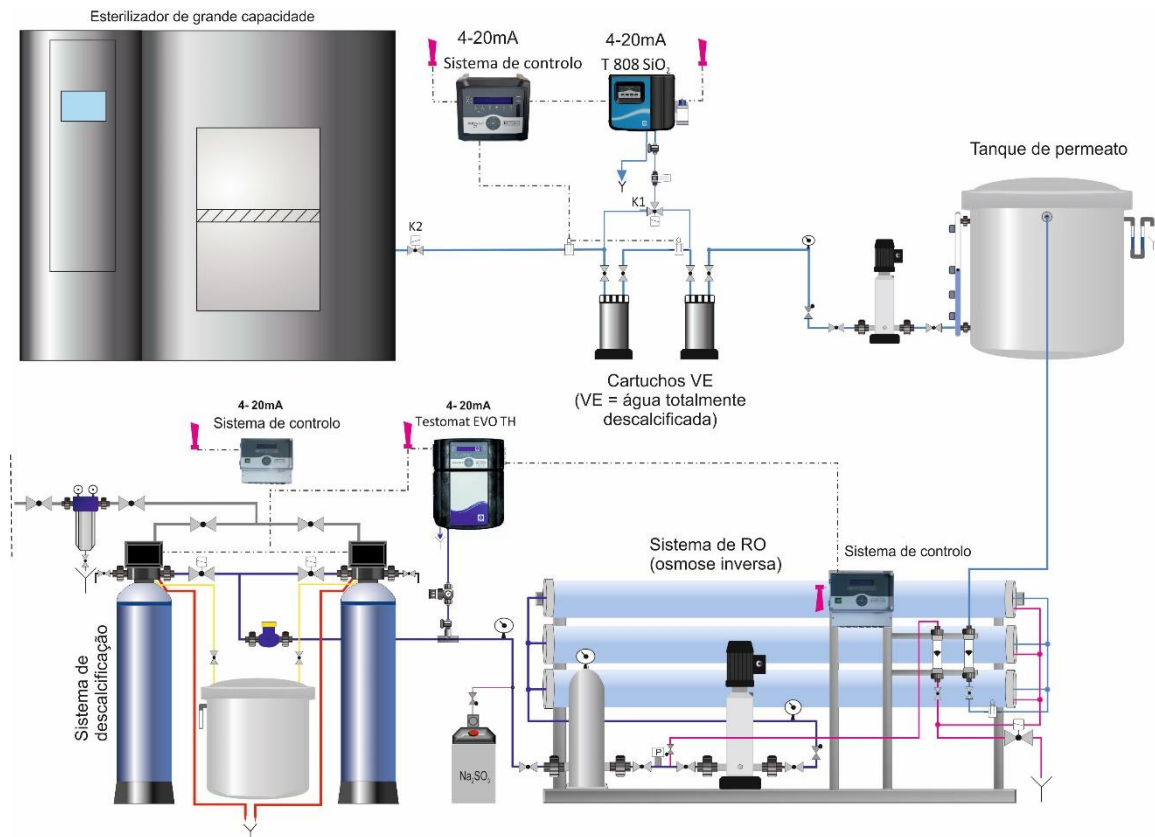 Esterilizador de grande capacidade
4-20mA
Sistema de controlo
4-20mA
T 808 SiO₂
Tanque de permeato
K1
K2
Cartuchos VE
(VE = água totalmente
descalcificada)
4- 20mA
Sistema de controlo
4- 20mA
Testomat EVO TH
Sistema de RO
(osmose inversa)
Sistema de controlo
Sistema de
descalcificação
P